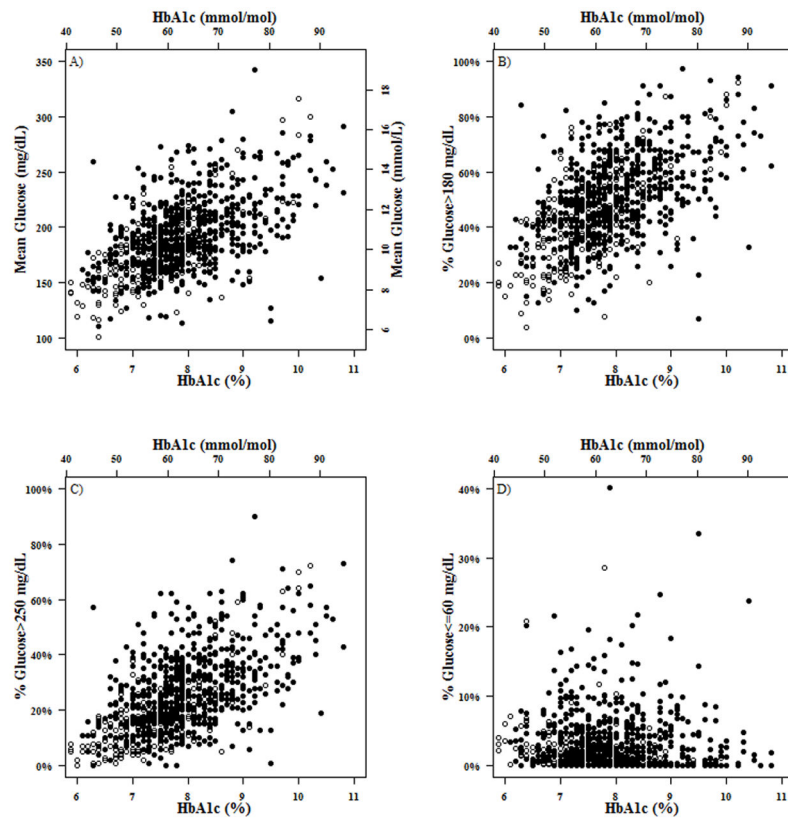 HbA1c (mmol/mol)
40 50 60 70 80 90
A)
350
300
250
200
150
100
Mean Glucose (mg/dL)
18
16
14
12
10
8
6
Mean Glucose (mmol/L)
6 7 8 9 10 11
HbA1c (%)
HbA1c (mmol/mol)
40 50 60 70 80 90
B)
100%
80%
60%
40%
20%
0%
% Glucose>180 mg/dL
6 7 8 9 10 11
HbA1c (%)
HbA1c (mmol/mol)
40 50 60 70 80 90
C)
100%
80%
60%
40%
20%
0%
% Glucose>250 mg/dL
6 7 8 9 10 11
HbA1c (%)
HbA1c (mmol/mol)
40 50 60 70 80 90
D)
40%
30%
20%
10%
0%
% Glucose<=60 mg/dL
6 7 8 9 10 11
HbA1c (%)